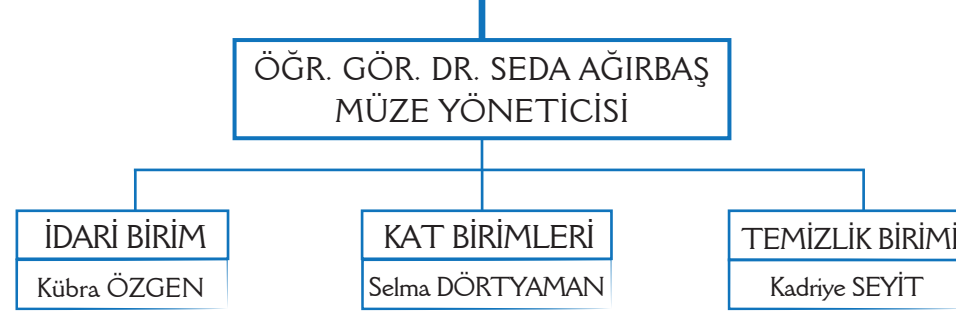 ÖĞR. GÖR. DR. SEDA AĞIRBAŞ
MÜZE YÖNETİCİSİ
İDARİ BİRİM
Kübra ÖZGEN
KAT BİRİMLERİ
Selma DÖRTYAMAN
TEMİZLİK BİRİMİ
Kadriye SEYİT